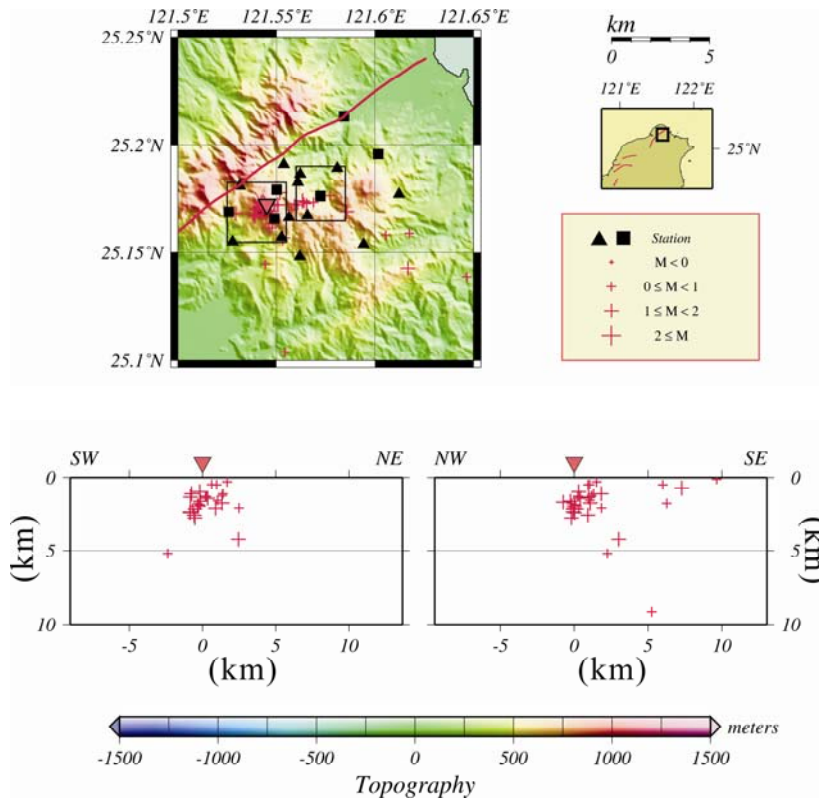 121.5°E 121.55°E 121.6°E 121.65°E
25.25°N
25.2°N
25.15°N
25.1°N
km
0 5
121°E 122°E
25°N
Station
M < 0
0 ≤ M < 1
1 ≤ M < 2
2 ≤ M
SW NE
0
5
10
(km)
-5 0 5 10
(km)
NW SE
0
5
10
(km)
-5 0 5 10
(km)
-1500 -1000 -500 0 500 1000 1500
meters
Topography